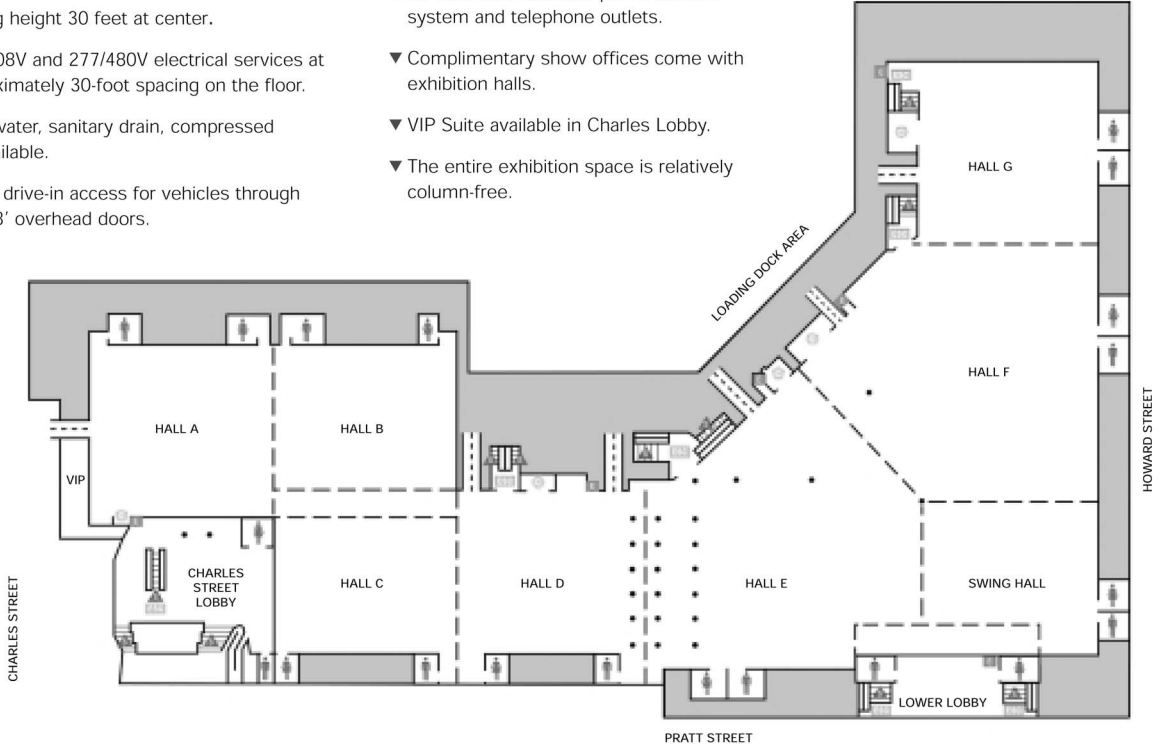 g height 30 feet at center.
08V and 277/480V electrical services at
ximately 30-foot spacing on the floor.
water, sanitary drain, compressed
ilable.
drive-in access for vehicles through
3’ overhead doors.
system and telephone outlets.
▼ Complimentary show offices come with
exhibition halls.
▼ VIP Suite available in Charles Lobby.
▼ The entire exhibition space is relatively
column-free.
HALL G
LOADING DOCK AREA
HALL F
HOWARD STREET
HALL A
HALL B
VIP
CHARLES
STREET
LOBBY
HALL C
HALL D
HALL E
SWING HALL
CHARLES STREET
LOWER LOBBY
PRATT STREET